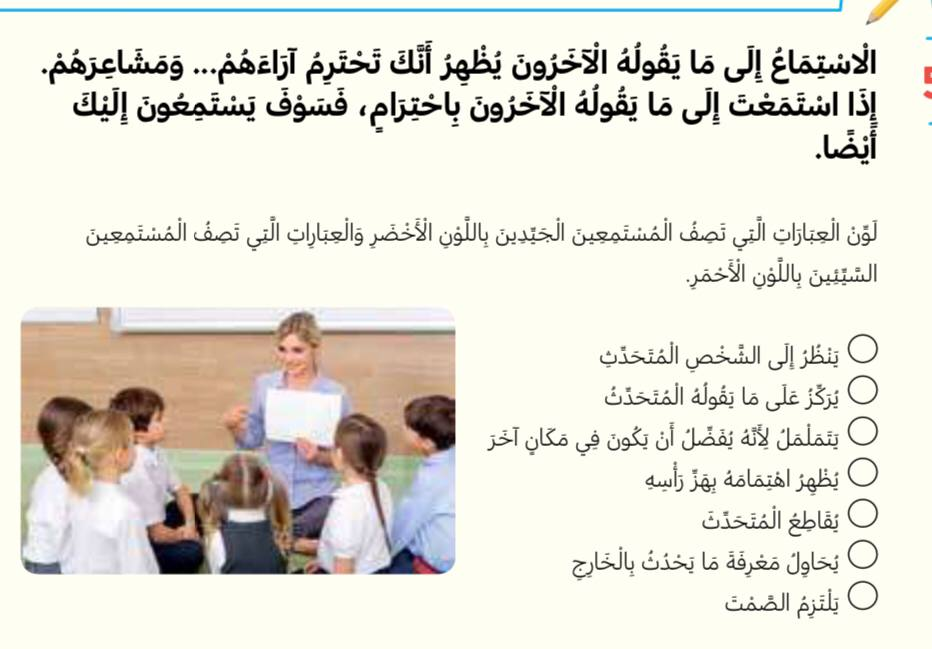 الْاسْتِمَاعُ إِلَى مَا يَقُولُهُ الْآخَرُونَ يُظْهِرُ أَنَّكَ تَحْتَرِمُ آرَاءَهُمْ... وَمَشَاعِرَهُمْ.
إِذَا اسْتَمَعْتَ إِلَى مَا يَقُولُهُ الْآخَرُونَ بِاحْتِرَامٍ، فَسَوْفَ يَسْتَمِعُونَ إِلَيْكَ
أَيْضًا.
لَوِّنْ الْعِبَارَاتِ الَّتِي تَصِفُ الْمُسْتَمِعِينَ الْجَيِّدِينَ بِاللَّوْنِ الْأَخْضَرِ وَالْعِبَارِاتِ الَّتِي تَصِفُ الْمُسْتَمِعِينَ
السَّيِّئِينَ بِاللَّوْنِ الْأَحْمَرِ.
يَنْظُرُ إِلَى الشَّخْصِ الْمُتَحَدِّثِ
يُرَكِّزُ عَلَى مَا يَقُولُهُ الْمُتَحَدِّثُ
يَتَمَلْمَلُ لِأَنَّهُ يُفَضِّلُ أَنْ يَكُونَ فِي مَكَانٍ آخَرَ
يُظْهِرُ اهْتِمَامَهُ بِهَزِّ رَأْسِهِ
يُقَاطِعُ الْمُتَحَدِّثَ
يُحَاوِلُ مَعْرِفَةَ مَا يَحْدُثُ بِالْخَارِجِ
يَلْتَزِمُ الصَّمْتَ